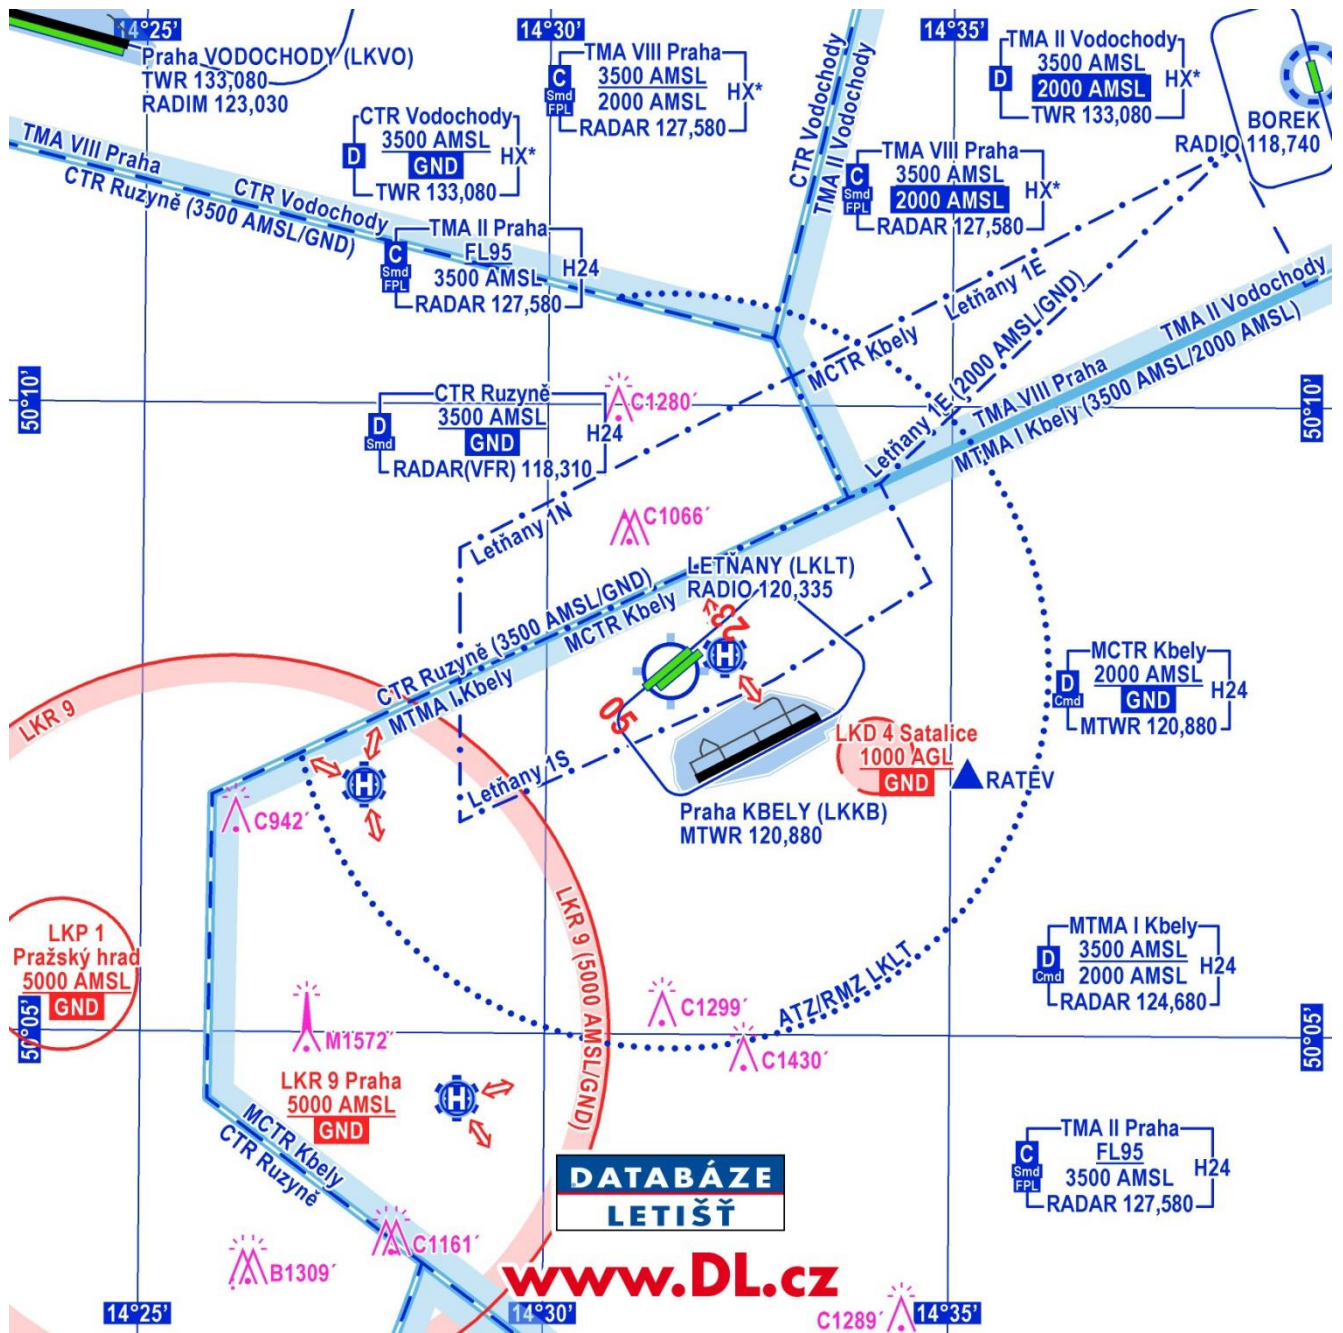 14°25'
14°30'
14°35'
Praha VODOCHODY (LKVO)
TWR 133,080
RADIM 123,030
TMA VIII Praha
C
Smd
FPL
3500 AMSL
2000 AMSL
HX*
RADAR 127,580
TMA II Vodochody
D
3500 AMSL
2000 AMSL
HX*
TWR 133,080
CTR Vodochody
D
3500 AMSL
GND
HX*
TWR 133,080
CTR Vodochody
TMA II Vodochody
BOREK
RADIO 118,740
TMA VIII Praha
C
Smd
FPL
3500 AMSL
2000 AMSL
HX*
RADAR 127,580
TMA VIII Praha
CTR Vodochody
CTR Ruzyně (3500 AMSL/GND)
TMA II Praha
C
Smd
FPL
FL95
3500 AMSL
H24
RADAR 127,580
Letňany 1E
MCTR Kbely
Letňany 1E (2000 AMSL/GND)
TMA II Vodochody
TMA VIII Praha
MTMA I Kbely (3500 AMSL/2000 AMSL)
50°10'
50°10'
CTR Ruzyně
D
Smd
3500 AMSL
GND
H24
RADAR(VFR) 118,310
C1280´
C1066´
Letňany 1N
LETŇANY (LKLT)
RADIO 120,335
CTR Ruzyně (3500 AMSL/GND)
MCTR Kbely
MTMA I Kbely
23
H
05
MCTR Kbely
D
Cmd
2000 AMSL
GND
H24
MTWR 120,880
LKR 9
LKD 4 Satalice
1000 AGL
GND
RATEV
Letňany 1S
H
C942´
Praha KBELY (LKKB)
MTWR 120,880
LKP 1
Pražský hrad
5000 AMSL
GND
LKR 9 (5000 AMSL/GND)
MTMA I Kbely
D
Cmd
3500 AMSL
2000 AMSL
H24
RADAR 124,680
ATZ/RMZ LKLT
C1299´
C1430´
M1572´
50°05'
50°05'
LKR 9 Praha
5000 AMSL
GND
H
MCTR Kbely
CTR Ruzyně
TMA II Praha
C
Smd
FPL
FL95
3500 AMSL
H24
RADAR 127,580
DATABÁZE
LETIŠŤ
www.DL.cz
C1161´
B1309´
C1289´
14°25'
14°30'
14°35'